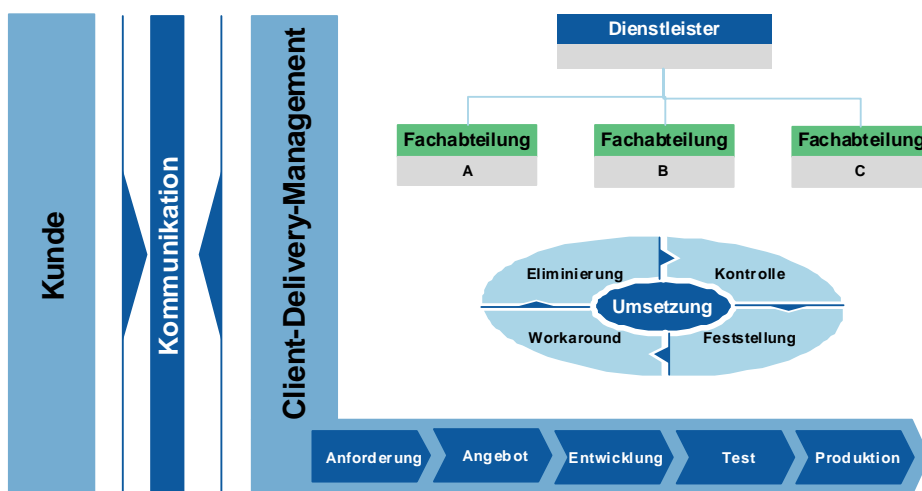 Kunde
Kommunikation
Client-Delivery-Management
Dienstleister
Fachabteilung
A
Fachabteilung
B
Fachabteilung
C
Eliminierung
Kontrolle
Umsetzung
Workaround
Feststellung
Anforderung
Angebot
Entwicklung
Test
Produktion